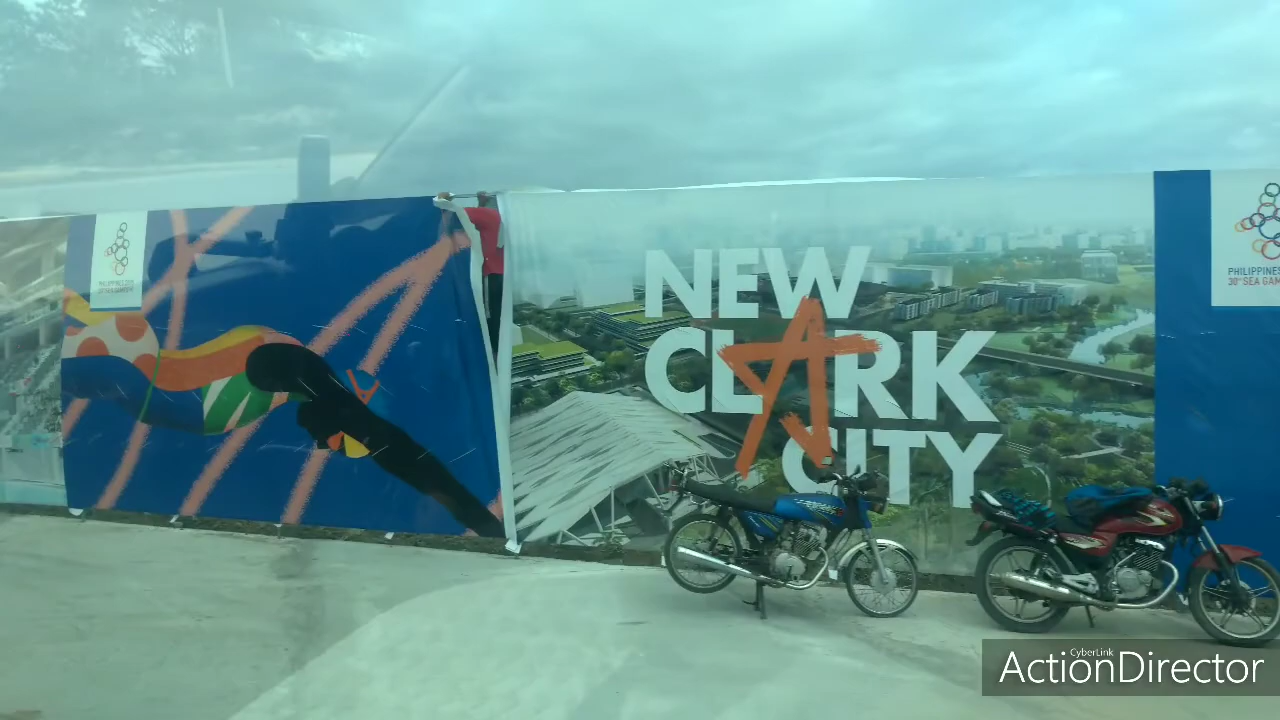 NEW
CLARK
CITY
PHILIPPINES
30th SEA GAM
CyberLink
ActionDirector